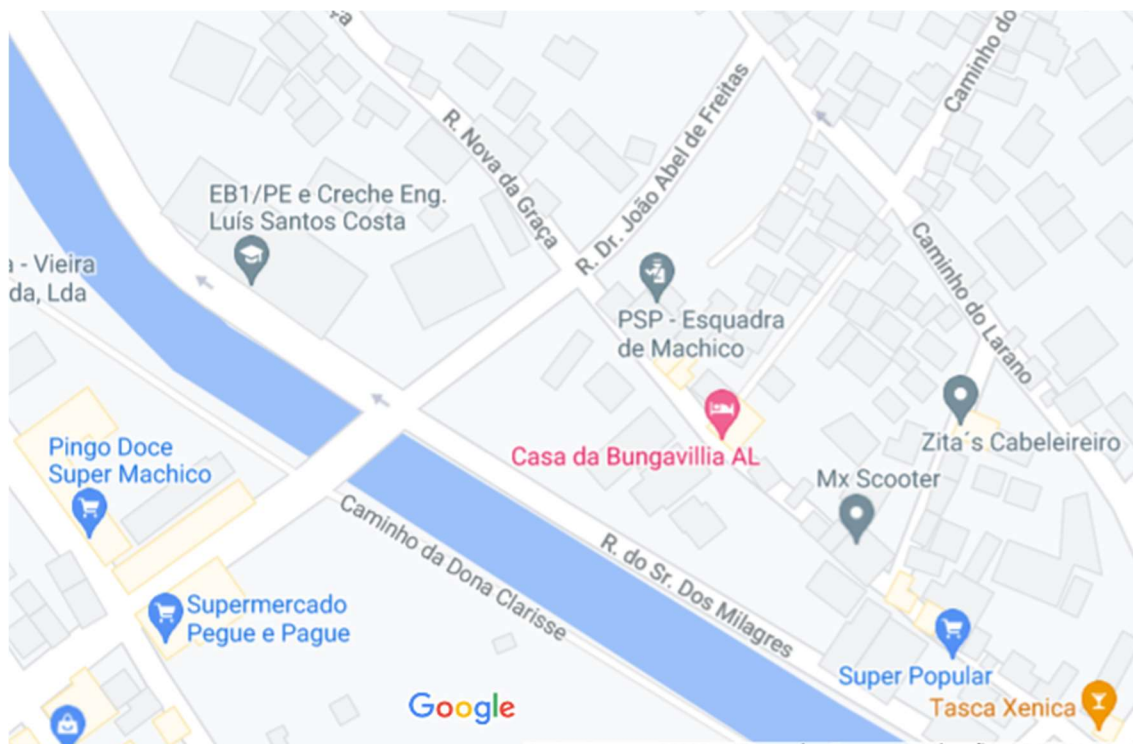 Caminho do
R. Nova da Graça
R. Dr. João Abel de Freitas
EB1/PE e Creche Eng.
Luís Santos Costa
- Vieira
da, Lda
PSP - Esquadra
de Machico
Caminho do Larano
Casa da Bungavillia AL
Zita´s Cabeleireiro
Pingo Doce
Super Machico
Mx Scooter
Caminho da Dona Clarisse
R. do Sr. Dos Milagres
Supermercado
Pegue e Pague
Super Popular
Tasca Xenica
Google